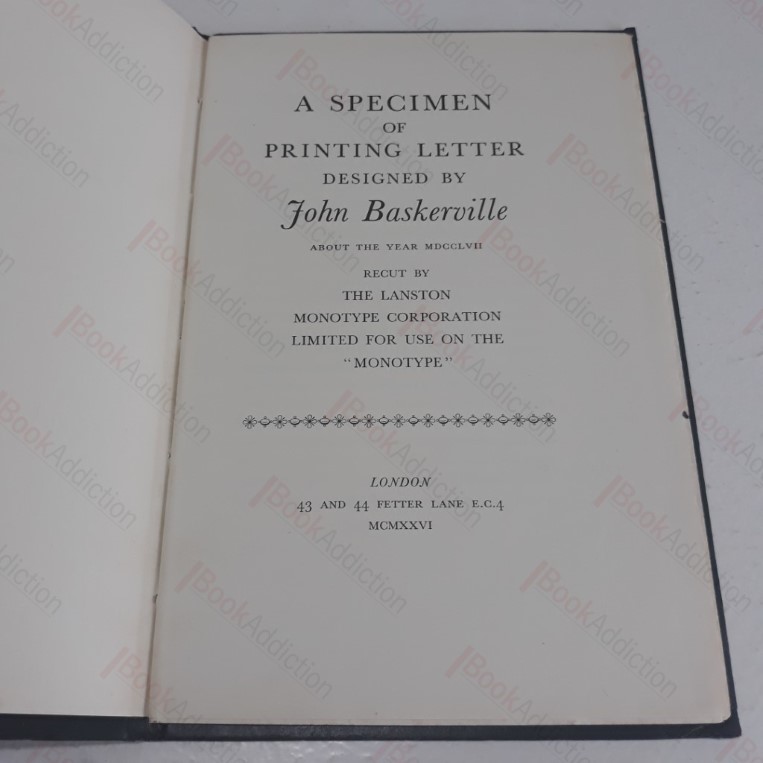 A SPECIMEN
OF
PRINTING LETTER
DESIGNED BY
John Baskerville
ABOUT THE YEAR MDCCLVII
RECUT BY
THE LANSTON
MONOTYPE CORPORATION
LIMITED FOR USE ON THE
“MONOTYPE”
LONDON
43 AND 44 FETTER LANE E.C.4
MCMXXVI
BookAddiction